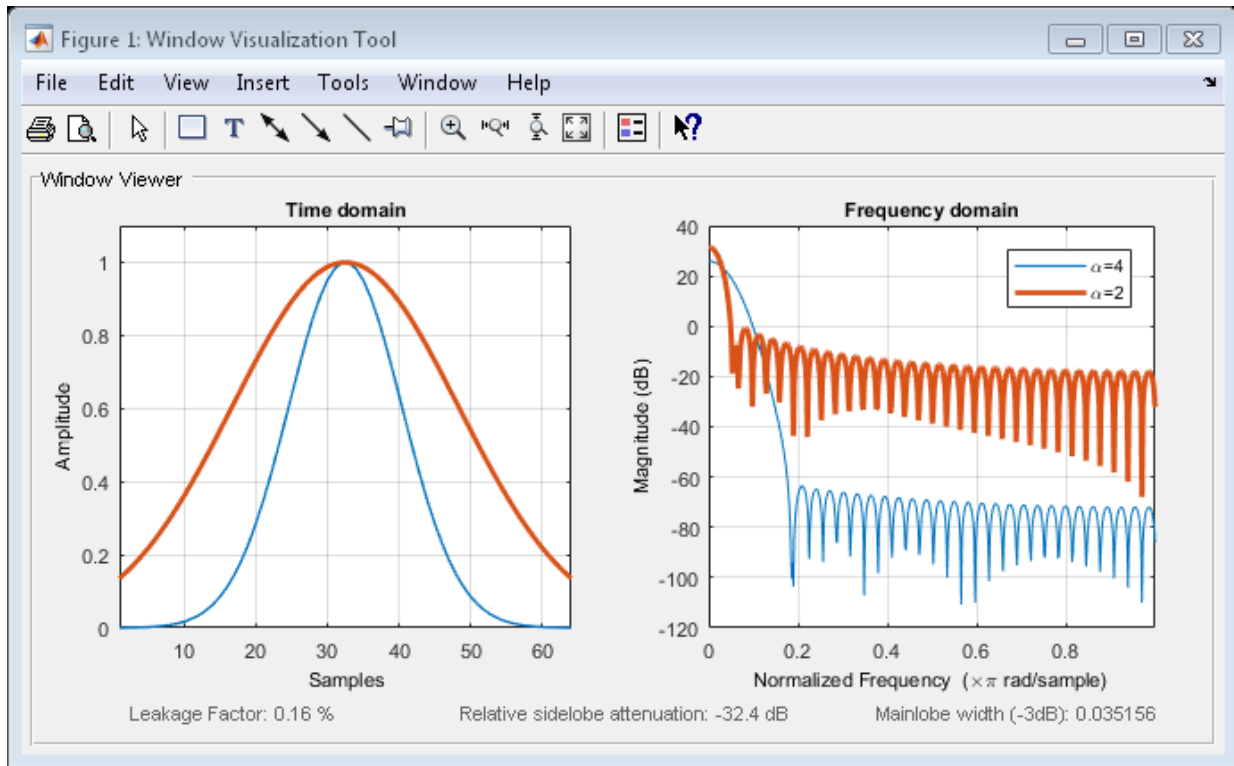 Figure 1: Window Visualization Tool
File Edit View Insert Tools Window Help
T
?
Window Viewer
Time domain
1
0.8
0.6
0.4
0.2
0
Amplitude
10 20 30 40 50 60
Samples
Frequency domain
40
20
0
-20
-40
-60
-80
-100
-120
Magnitude (dB)
α=4
α=2
0 0.2 0.4 0.6 0.8
Normalized Frequency (×π rad/sample)
Leakage Factor: 0.16 %
Relative sidelobe attenuation: -32.4 dB
Mainlobe width (-3dB): 0.035156